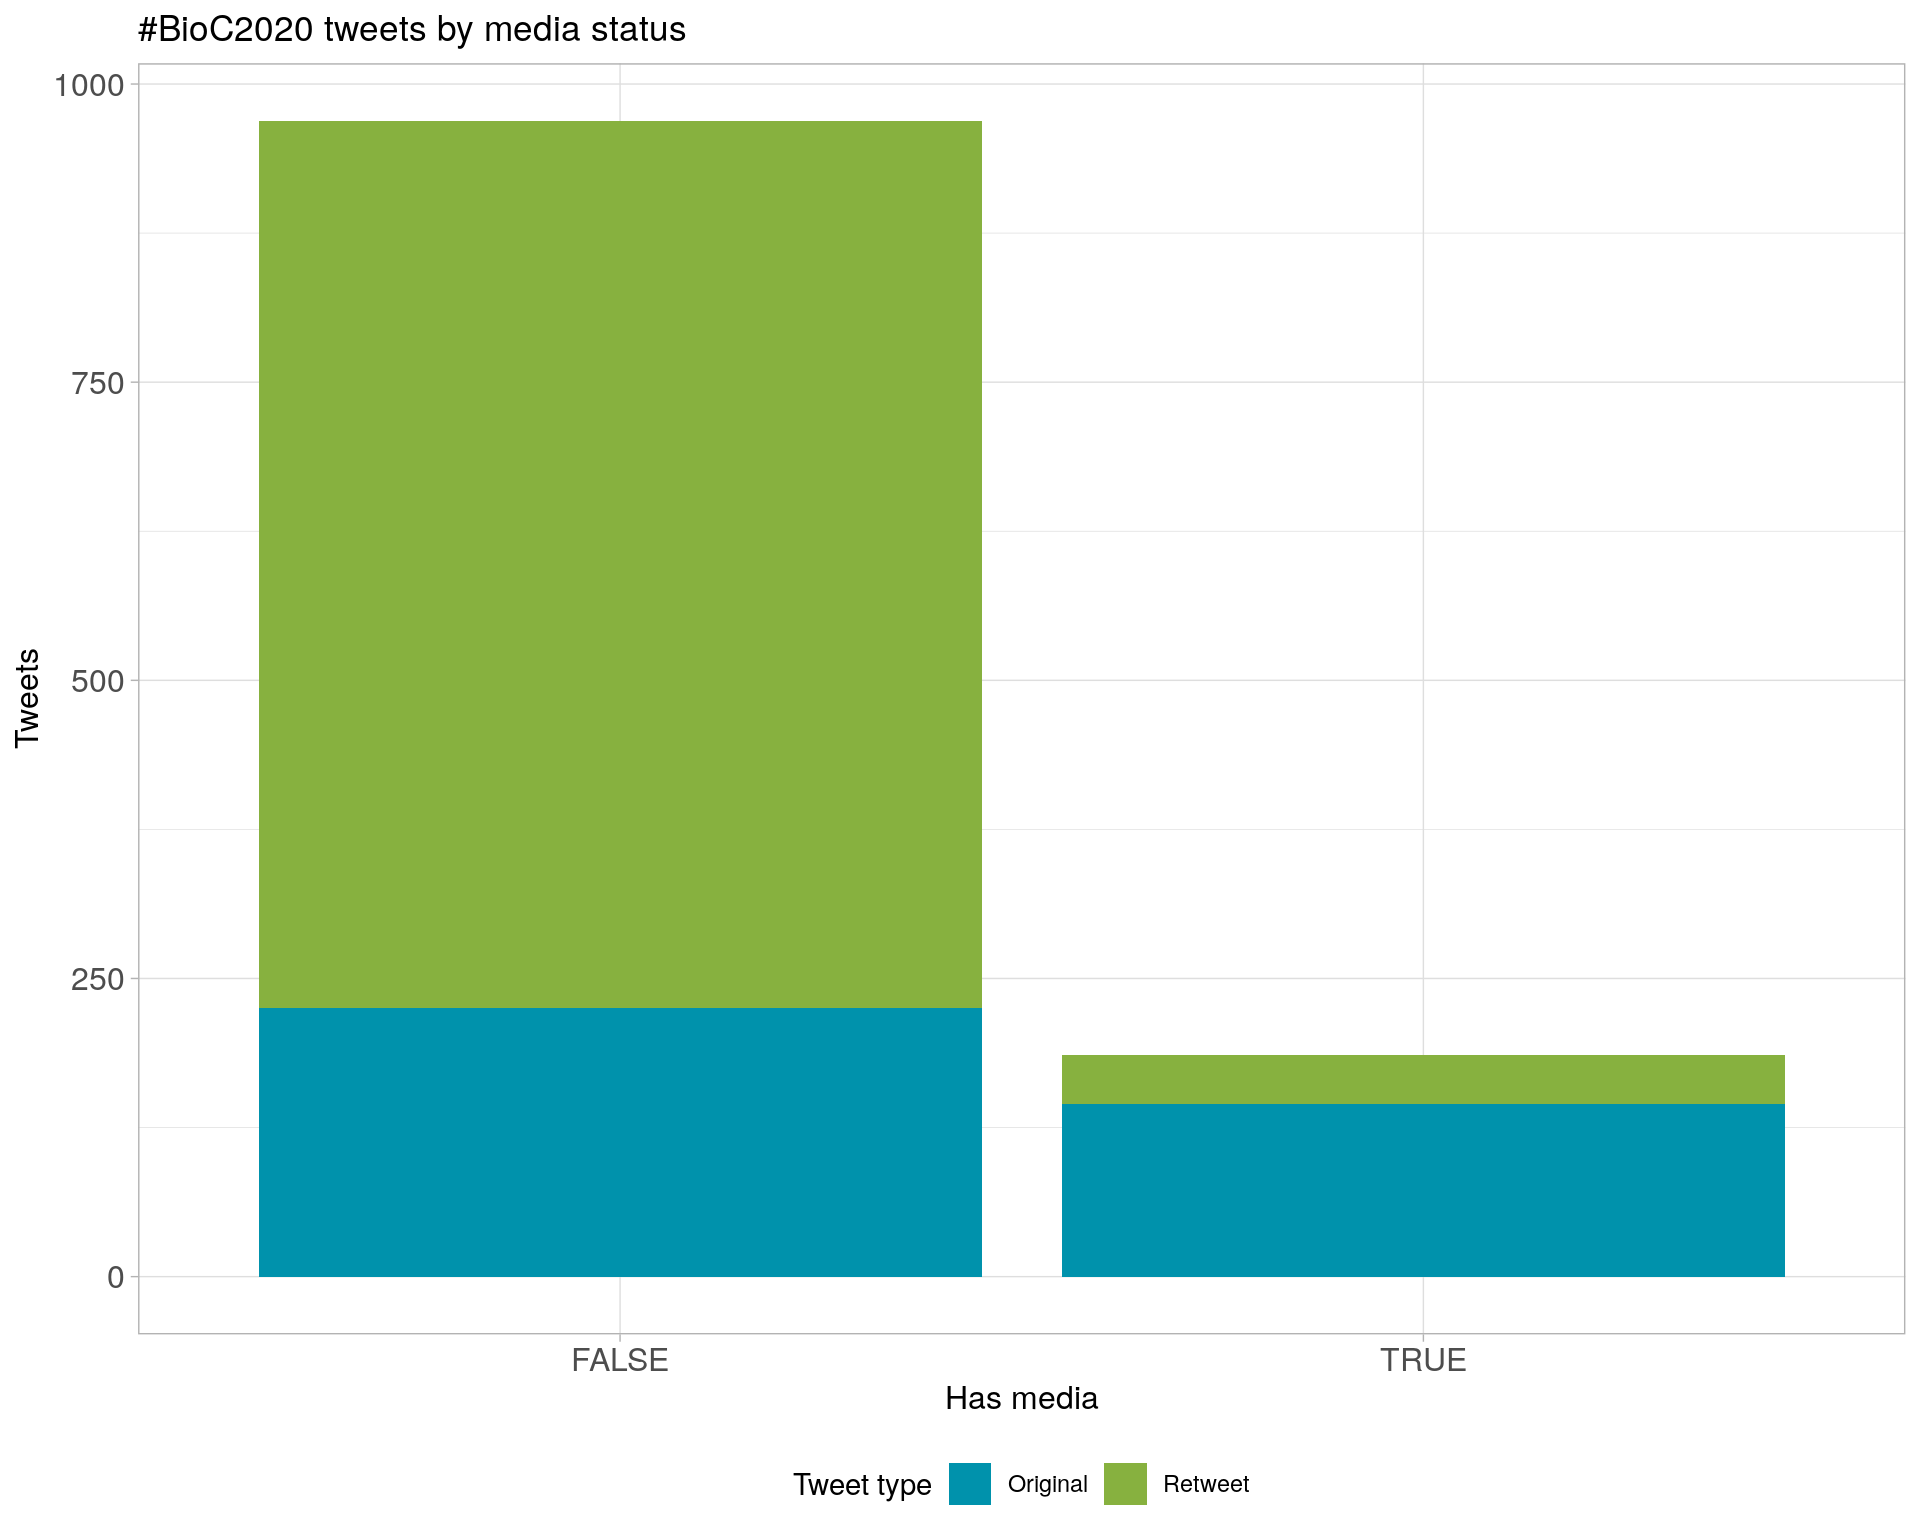 #BioC2020 tweets by media status
1000
750
500
250
0
Tweets
FALSE TRUE
Has media
Tweet type Original Retweet